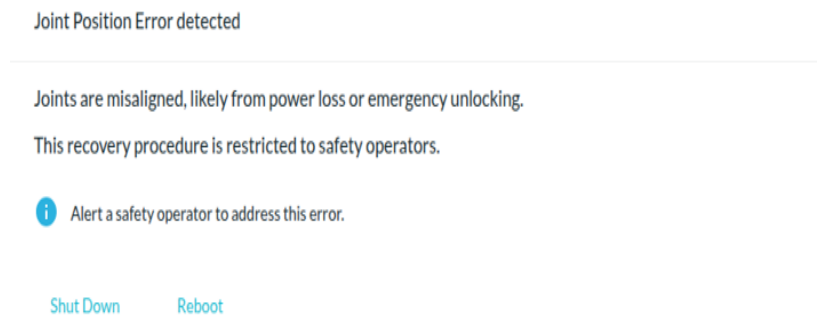 Joint Position Error detected
Joints are misaligned, likely from power loss or emergency unlocking.
This recovery procedure is restricted to safety operators.
i Alert a safety operator to address this error.
Shut Down Reboot